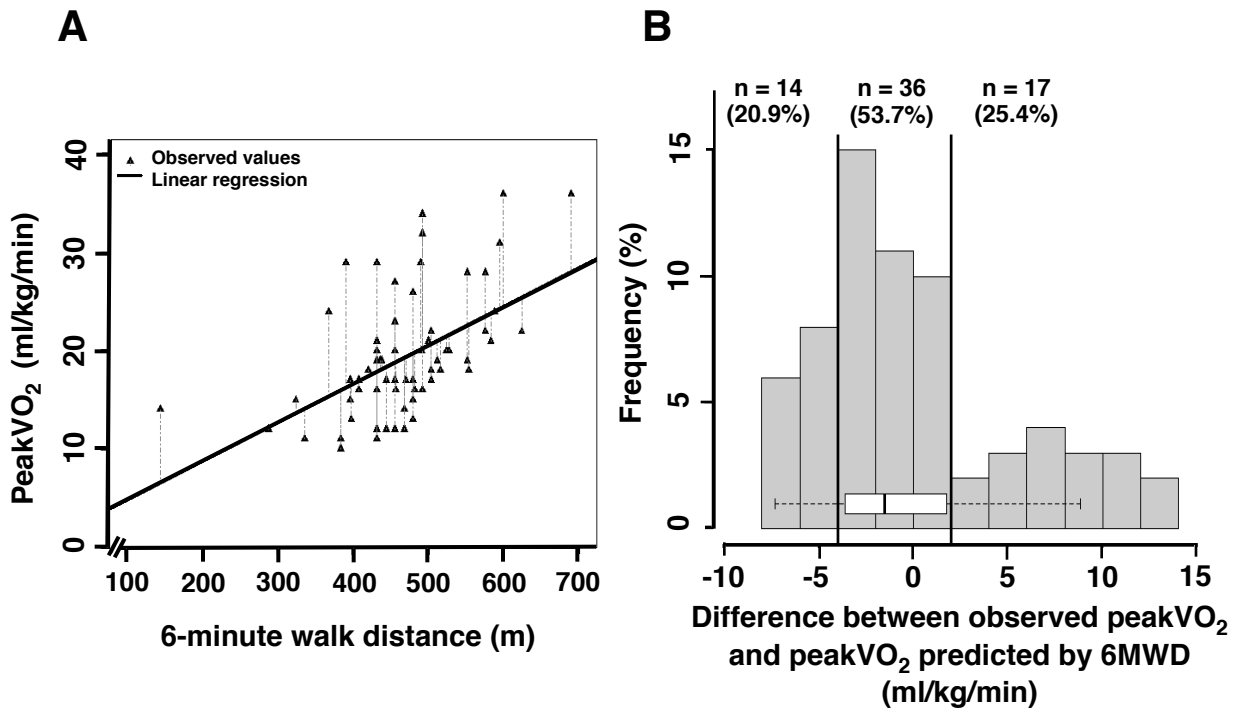 A
B
n = 14
(20.9%)
n = 36
(53.7%)
n = 17
(25.4%)
Observed values
Linear regression
PeakVO2 (ml/kg/min)
40
30
20
10
0
100 200 300 400 500 600 700
6-minute walk distance (m)
Frequency (%)
15
10
5
0
-10 -5 0 5 10 15
Difference between observed peakVO2
and peakVO2 predicted by 6MWD
(ml/kg/min)